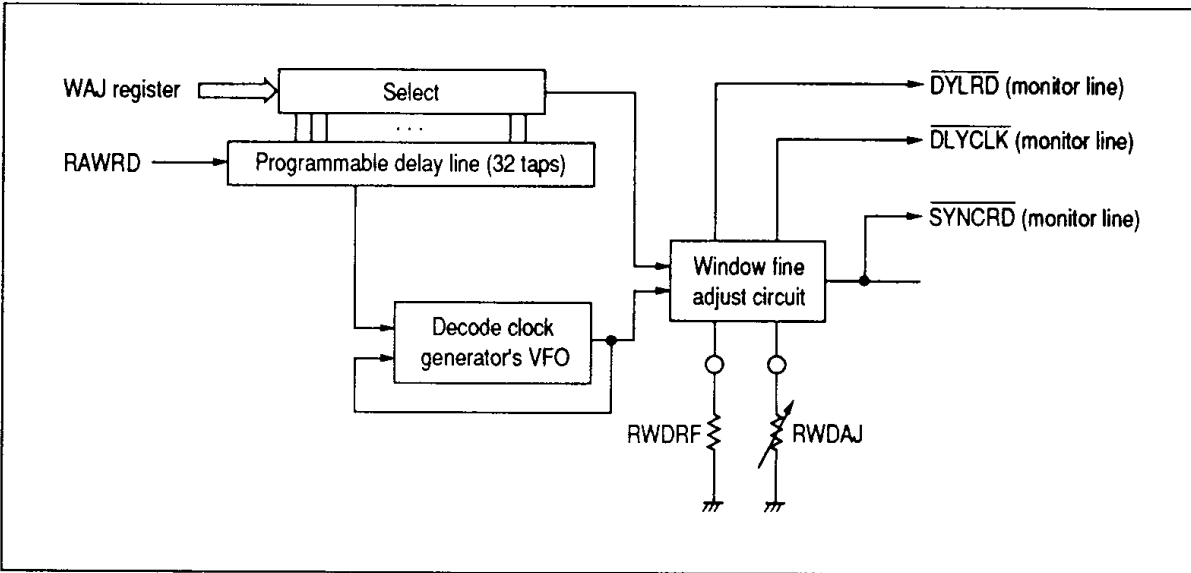 WAJ register
Select
DYLRD (monitor line)
. . .
DLYCLK (monitor line)
RAWRD
Programmable delay line (32 taps)
SYNCRD (monitor line)
Window fine
adjust circuit
Decode clock
generator's VFO
RWDRF
RWDAJ